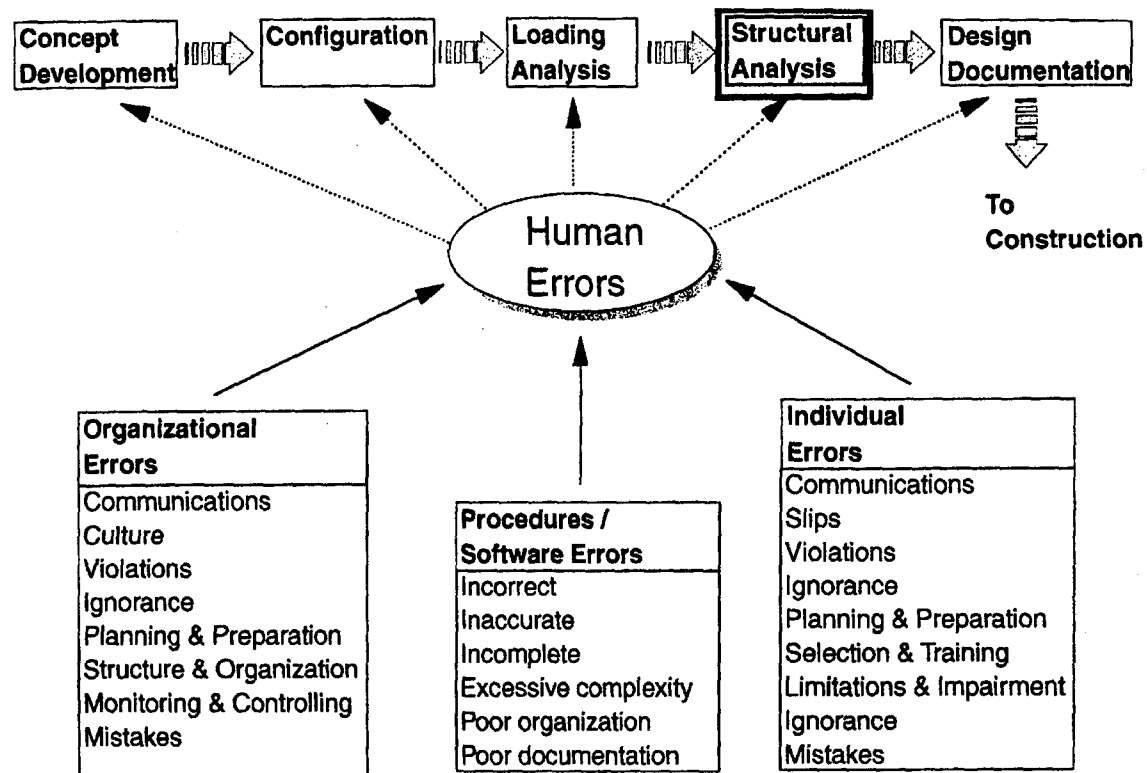 Concept
Development
Configuration
Loading
Analysis
Structural
Analysis
Design
Documentation
To
Construction
Human
Errors
Organizational
Errors
Communications
Culture
Violations
Ignorance
Planning & Preparation
Structure & Organization
Monitoring & Controlling
Mistakes
Procedures /
Software Errors
Incorrect
Inaccurate
Incomplete
Excessive complexity
Poor organization
Poor documentation
Individual
Errors
Communications
Slips
Violations
Ignorance
Planning & Preparation
Selection & Training
Limitations & Impairment
Ignorance
Mistakes